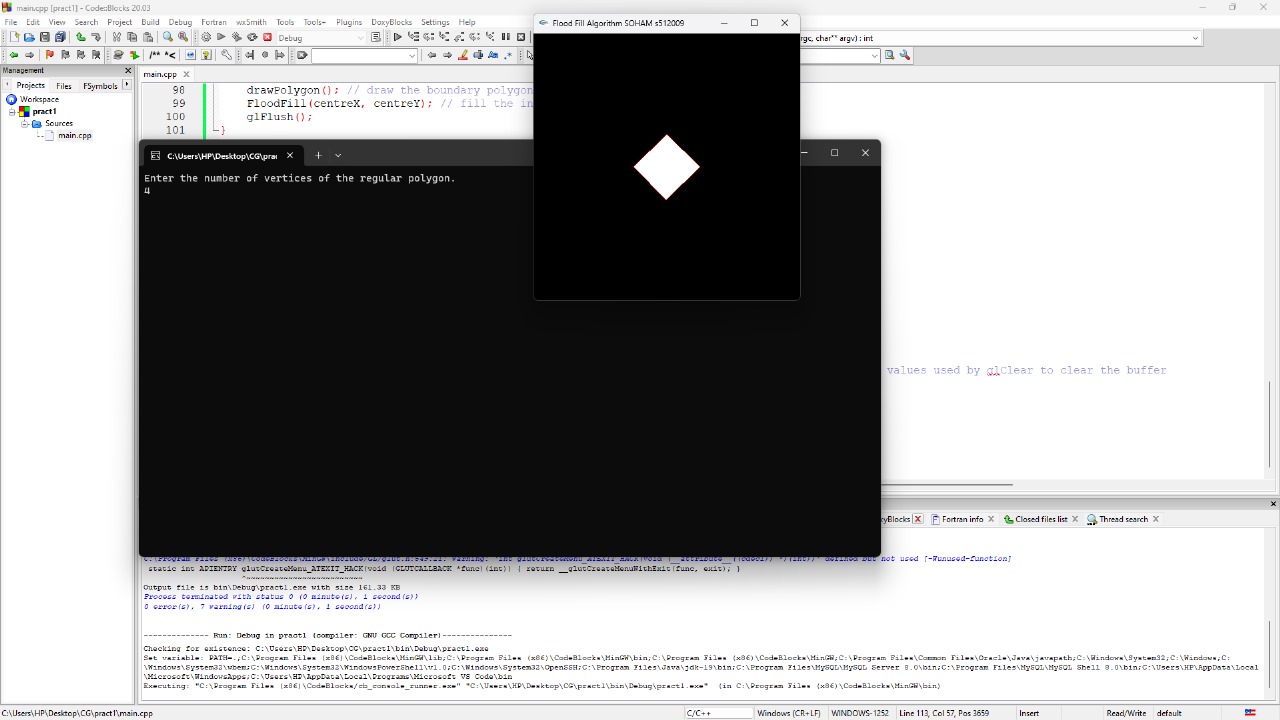 main.cpp [pract1] - Code::Blocks 20.03
File Edit View Search Project Build Debug Fortran wxSmith Tools Tools+ Plugins DoxyBlocks Settings Help
Flood Fill Algorithm SOHAM s512009
Debug
argc, char** argv) : int
/** *<
Management
main.cpp
Projects Files FSymbols
Workspace
pract1
Sources
main.cpp
98 drawPolygon(); // draw the boundary polygon
99 FloodFill(centreX, centreY); // fill the in
100 glFlush();
101 }
C:\Users\HP\Desktop\CG\prac
Enter the number of vertices of the regular polygon.
4
values used by glClear to clear the buffer
xyBlocks Fortran info Closed files list Thread search
defined but not used [-Wunused-function]
static int APIENTRY glutCreateMenu_ATEXIT_HACK(void (GLUTCALLBACK *func)(int)) { return __glutCreateMenuWithExit(func, exit); }
^~~~~~~~~~~~~~~~~~~~~~~~~~
Output file is bin\Debug\pract1.exe with size 161.33 KB
Process terminated with status 0 (0 minute(s), 1 second(s))
0 error(s), 7 warning(s) (0 minute(s), 1 second(s))
-------------- Run: Debug in pract1 (compiler: GNU GCC Compiler)---------------
Checking for existence: C:\Users\HP\Desktop\CG\pract1\bin\Debug\pract1.exe
Set variable: PATH=.;C:\Program Files (x86)\CodeBlocks\MinGW\lib;C:\Program Files (x86)\CodeBlocks\MinGW\bin;C:\Program Files\Common Files\Oracle\Java\javapath;C:\Windows\System32;C:\Windows;C:
\Windows\System32\wbem;C:\Windows\System32\WindowsPowerShell\v1.0;C:\Windows\System32\OpenSSH;C:\Program Files\Java\jdk-19\bin;C:\Program Files\MySQL\MySQL Server 8.0\bin;C:\Program Files\MySQL\MySQL Shell 8.0\bin;C:\Users\HP\AppData\Local
\Microsoft\WindowsApps;C:\Users\HP\AppData\Local\Programs\Microsoft VS Code\bin
Executing: "C:\Program Files (x86)\CodeBlocks/cb_console_runner.exe" "C:\Users\HP\Desktop\CG\pract1\bin\Debug\pract1.exe" (in C:\Program Files (x86)\CodeBlocks\MinGW\bin)
C:\Users\HP\Desktop\CG\pract1\main.cpp C/C++ Windows (CR+LF) WINDOWS-1252 Line 113, Col 57, Pos 3659 Insert Read/Write default